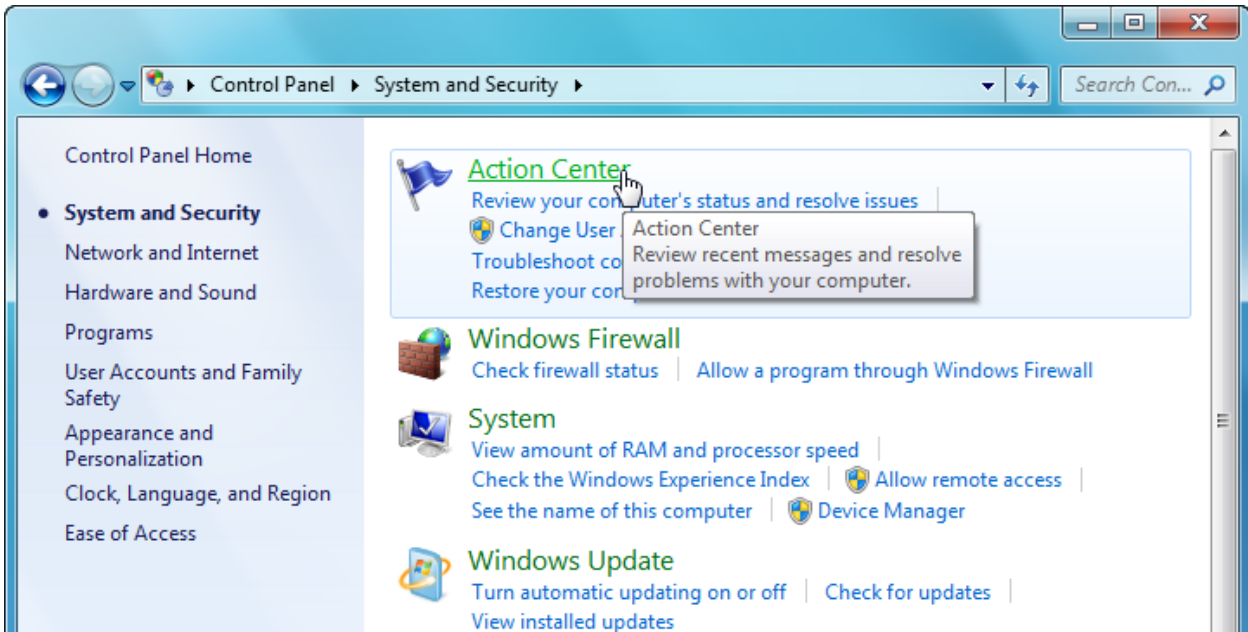 Control Panel ▸ System and Security ▸
Search Con...
Control Panel Home
System and Security
Network and Internet
Hardware and Sound
Programs
User Accounts and Family
Safety
Appearance and
Personalization
Clock, Language, and Region
Ease of Access
Action Center
Review your computer's status and resolve issues
Change User
Troubleshoot
Restore your
Action Center
Review recent messages and resolve
problems with your computer.
Windows Firewall
Check firewall status
Allow a program through Windows Firewall
System
View amount of RAM and processor speed
Check the Windows Experience Index
Allow remote access
See the name of this computer
Device Manager
Windows Update
Turn automatic updating on or off
Check for updates
View installed updates